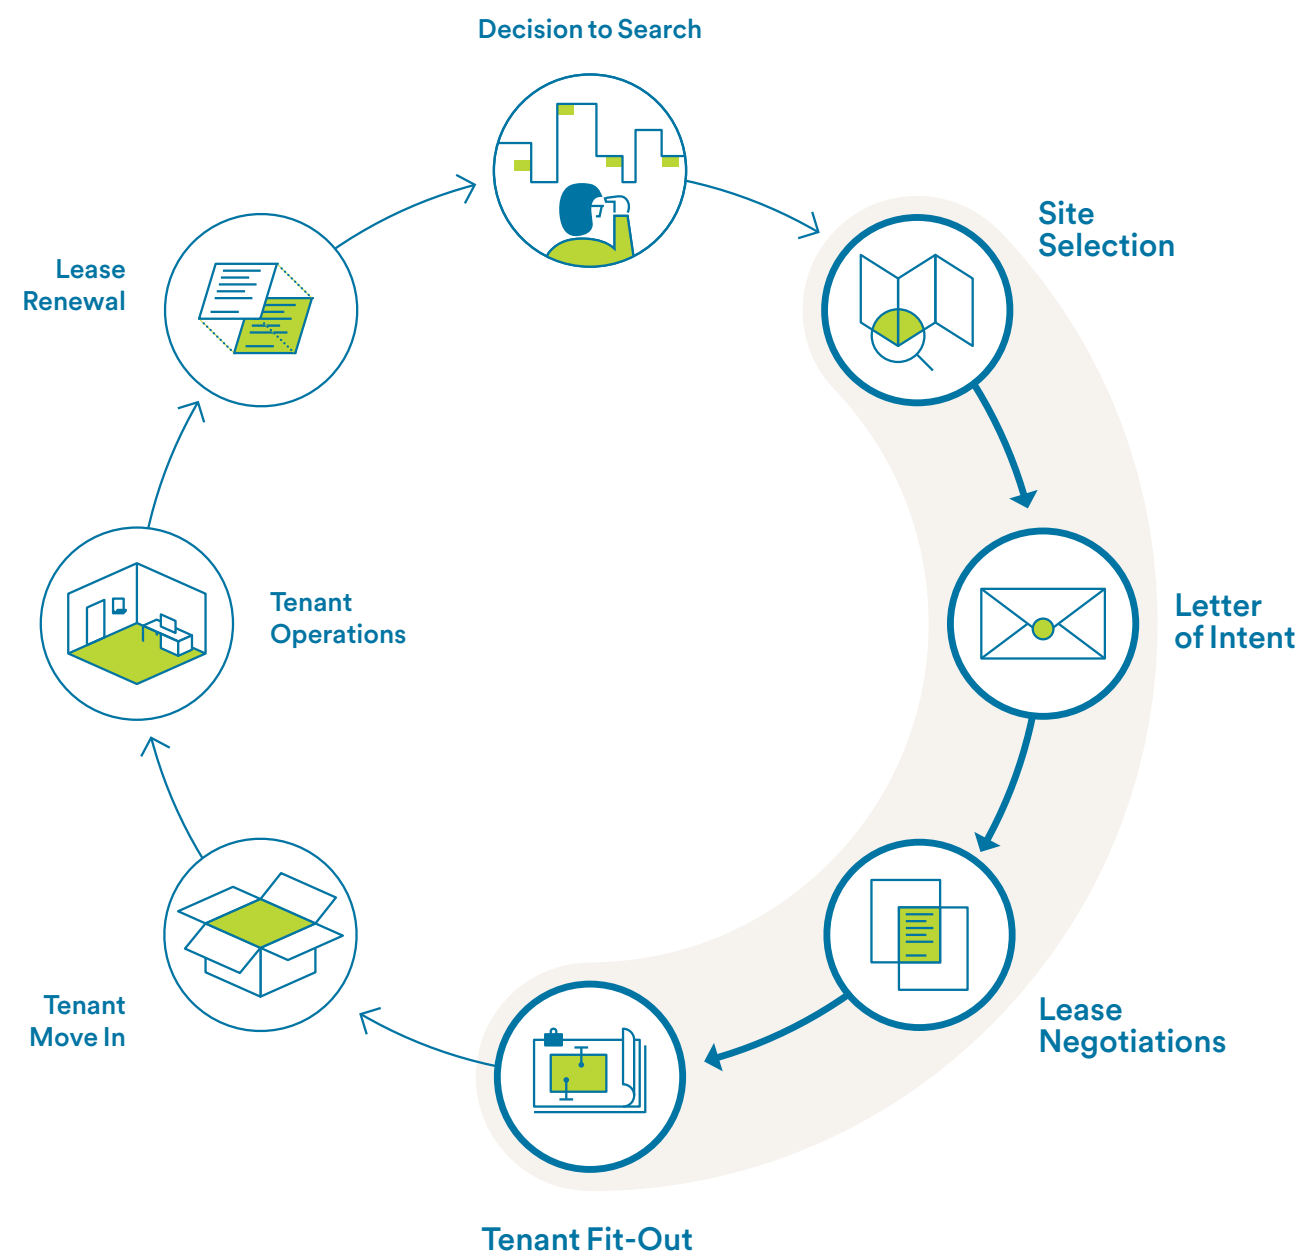 Decision to Search
Site
Selection
Letter
of Intent
Lease
Negotiations
Tenant Fit-Out
Tenant
Move In
Tenant
Operations
Lease
Renewal